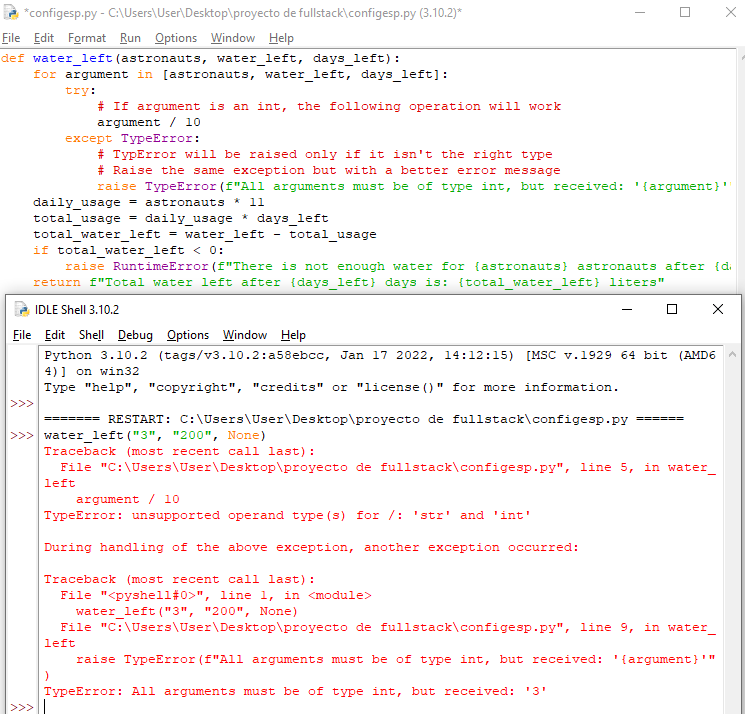 *configesp.py - C:\Users\User\Desktop\proyecto de fullstack\configesp.py (3.10.2)*
File Edit Format Run Options Window Help
def water_left(astronauts, water_left, days_left):
    for argument in [astronauts, water_left, days_left]:
        try:
            # If argument is an int, the following operation will work
            argument / 10
        except TypeError:
            # TypError will be raised only if it isn't the right type
            # Raise the same exception but with a better error message
            raise TypeError(f"All arguments must be of type int, but received: '{argument}'"
    daily_usage = astronauts * 11
    total_usage = daily_usage * days_left
    total_water_left = water_left - total_usage
    if total_water_left < 0:
        raise RuntimeError(f"There is not enough water for {astronauts} astronauts after {da
    return f"Total water left after {days_left} days is: {total_water_left} liters"
IDLE Shell 3.10.2
File Edit Shell Debug Options Window Help
Python 3.10.2 (tags/v3.10.2:a58ebcc, Jan 17 2022, 14:12:15) [MSC v.1929 64 bit (AMD6
4)] on win32
Type "help", "copyright", "credits" or "license()" for more information.
>>>
======= RESTART: C:\Users\User\Desktop\proyecto de fullstack\configesp.py ======
>>> water_left("3", "200", None)
Traceback (most recent call last):
  File "C:\Users\User\Desktop\proyecto de fullstack\configesp.py", line 5, in water_
left
    argument / 10
TypeError: unsupported operand type(s) for /: 'str' and 'int'
During handling of the above exception, another exception occurred:
Traceback (most recent call last):
  File "<pyshell#0>", line 1, in <module>
    water_left("3", "200", None)
  File "C:\Users\User\Desktop\proyecto de fullstack\configesp.py", line 9, in water_
left
    raise TypeError(f"All arguments must be of type int, but received: '{argument}'"
)
TypeError: All arguments must be of type int, but received: '3'
>>>